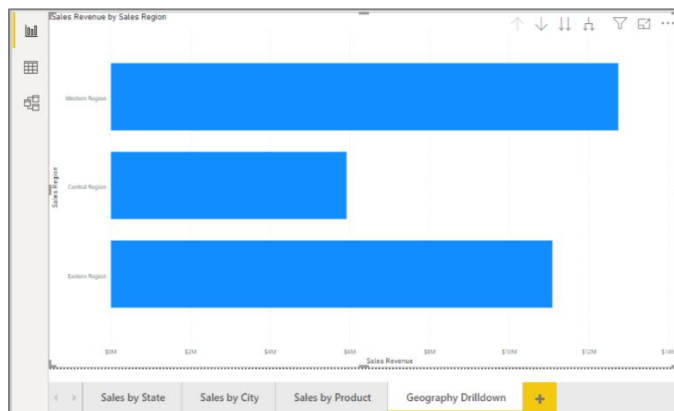 Sales Revenue by Sales Region
Western Region
Central Region
Eastern Region
Sales Region
$0M $2M $4M $6M $8M $10M $12M $14M
Sales Revenue
Sales by State Sales by City Sales by Product Geography Drilldown +